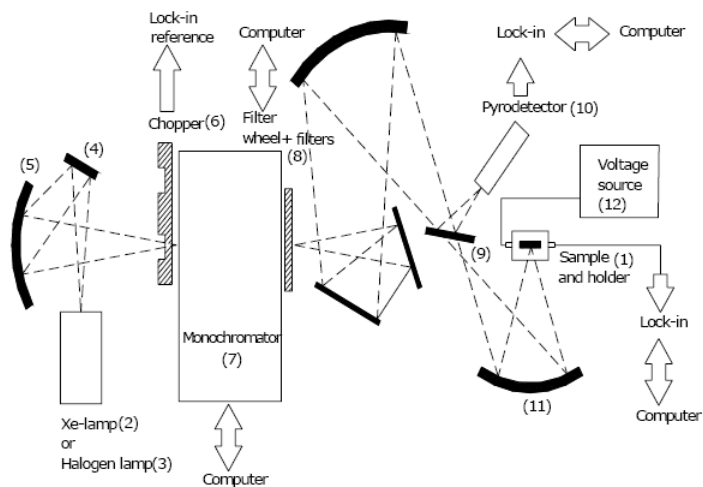 Lock-in
reference
Computer
Lock-in
Computer
Chopper(6)
Filter
wheel+ filters
(8)
Pyrodetector (10)
(5)
(4)
Voltage
source
(12)
(9)
Sample (1)
and holder
Monochromator
(7)
Lock-in
(11)
Xe-lamp(2)
or
Halogen lamp(3)
Computer
Computer